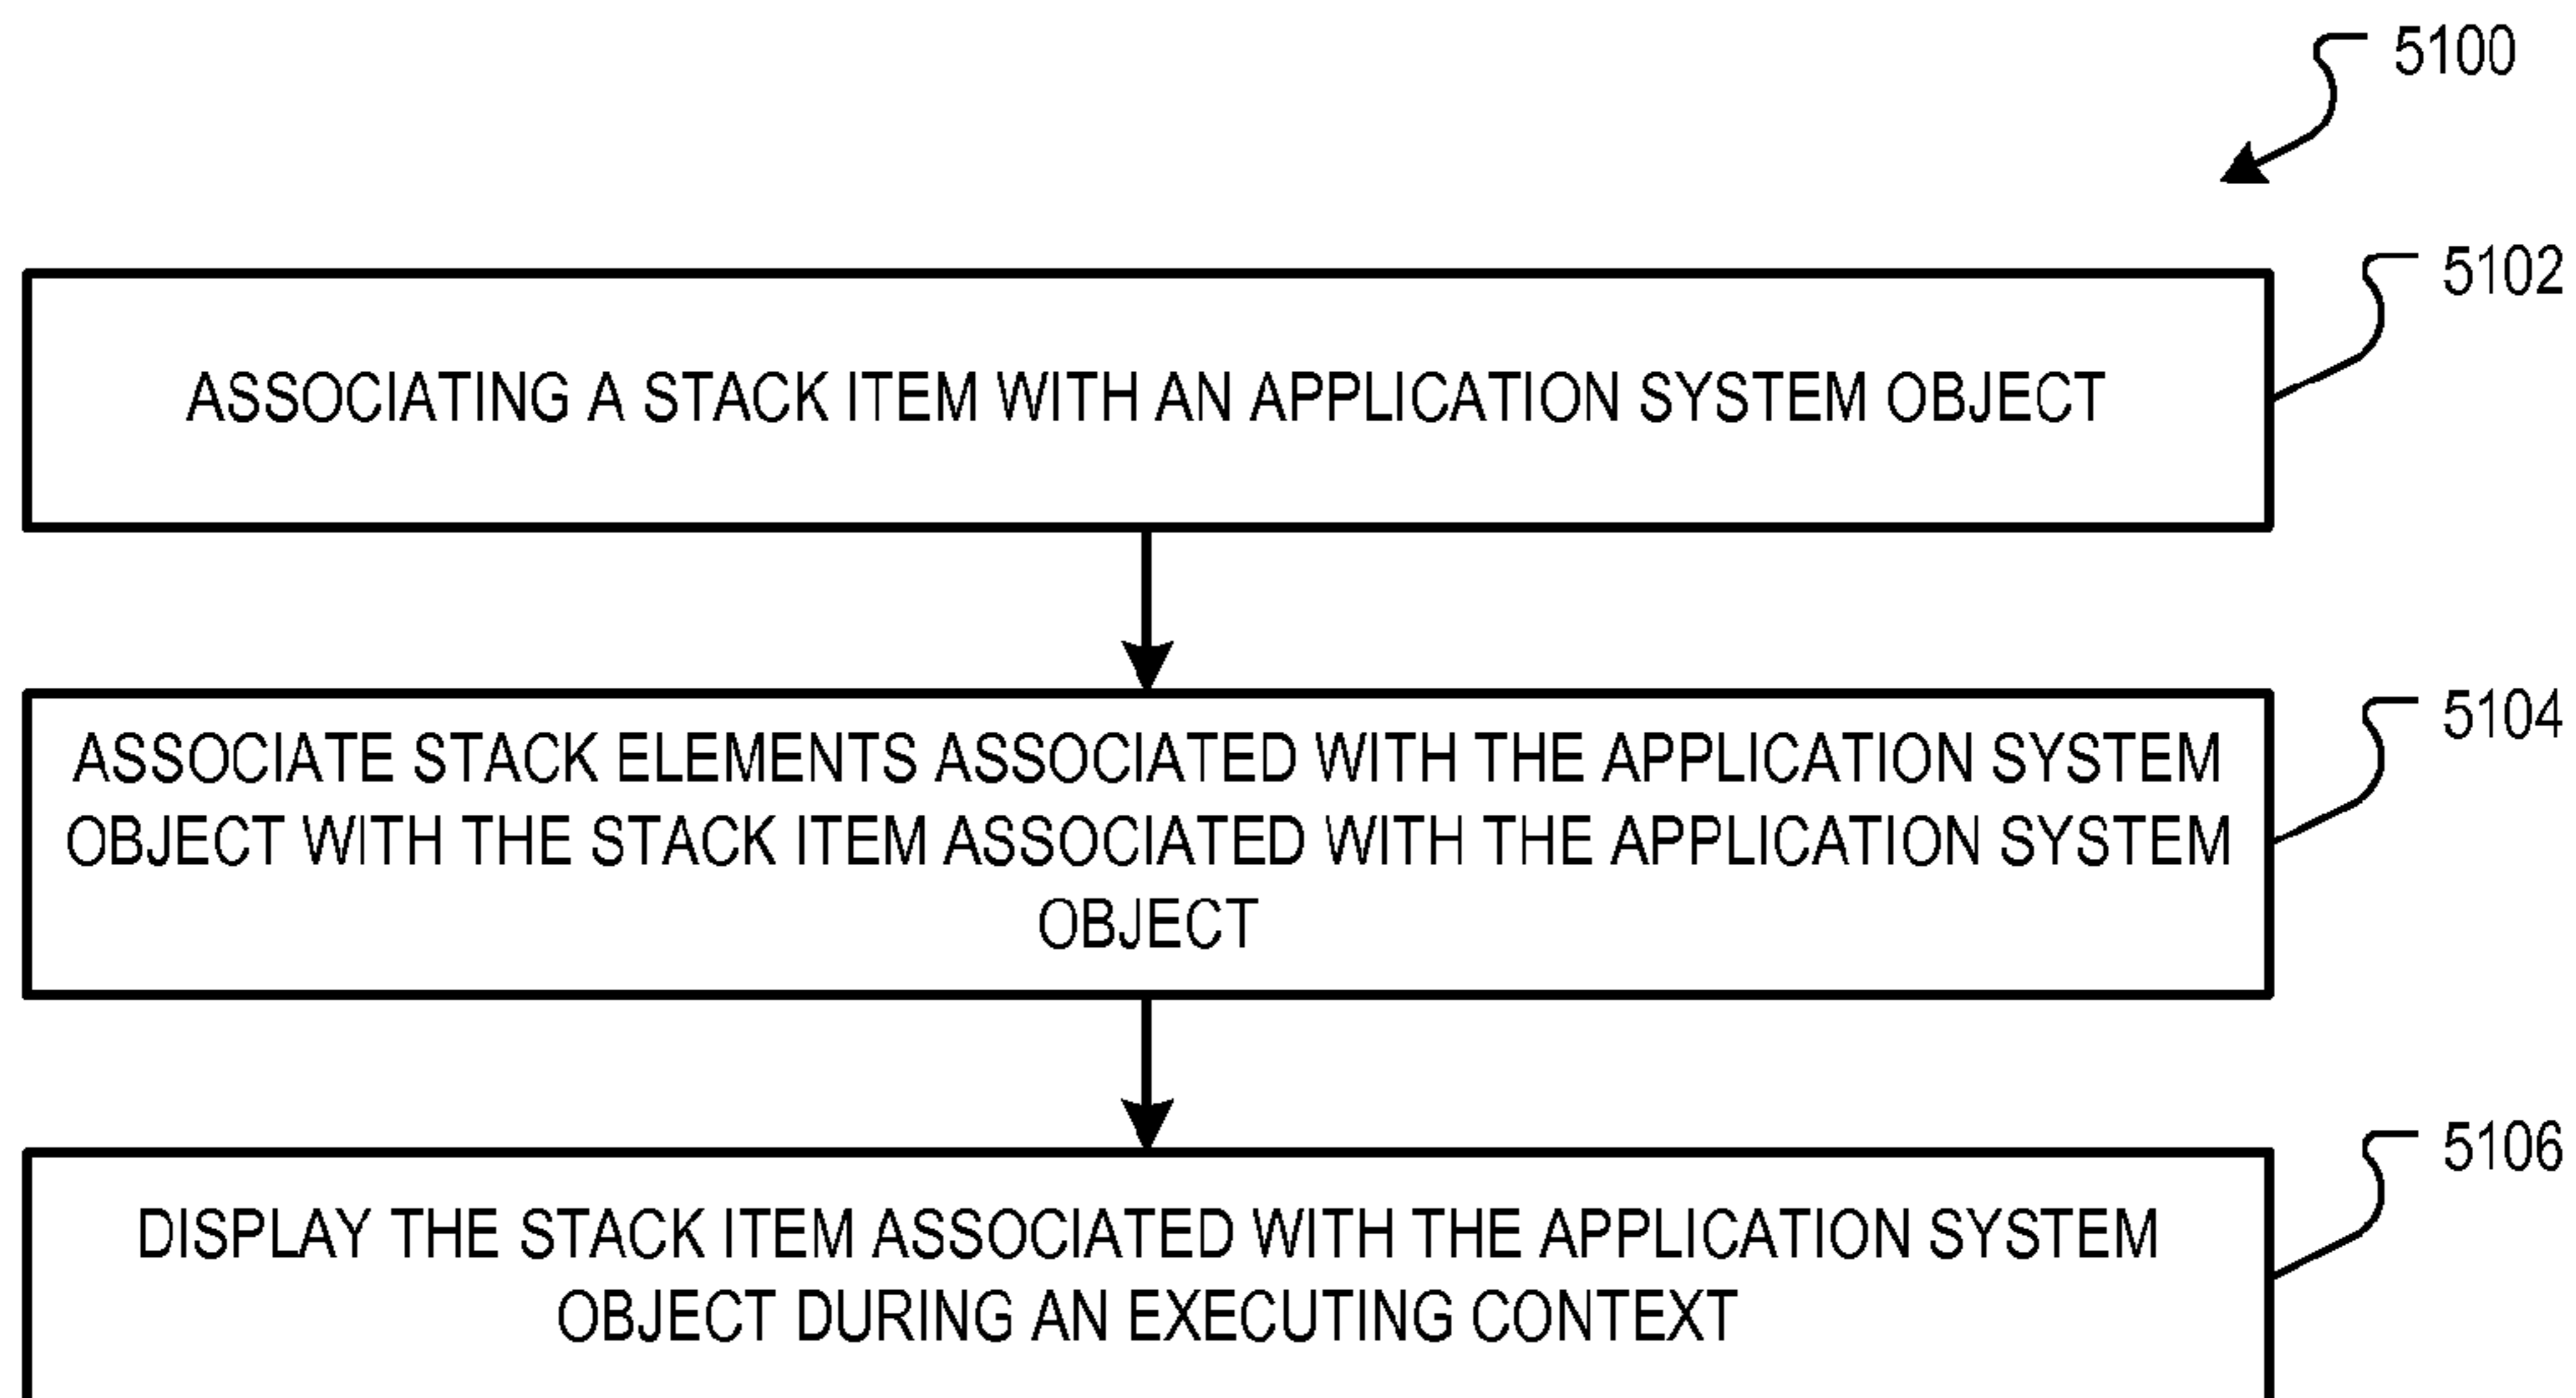 5100
5102
ASSOCIATING A STACK ITEM WITH AN APPLICATION SYSTEM OBJECT
5104
ASSOCIATE STACK ELEMENTS ASSOCIATED WITH THE APPLICATION SYSTEM
OBJECT WITH THE STACK ITEM ASSOCIATED WITH THE APPLICATION SYSTEM
OBJECT
5106
DISPLAY THE STACK ITEM ASSOCIATED WITH THE APPLICATION SYSTEM
OBJECT DURING AN EXECUTING CONTEXT